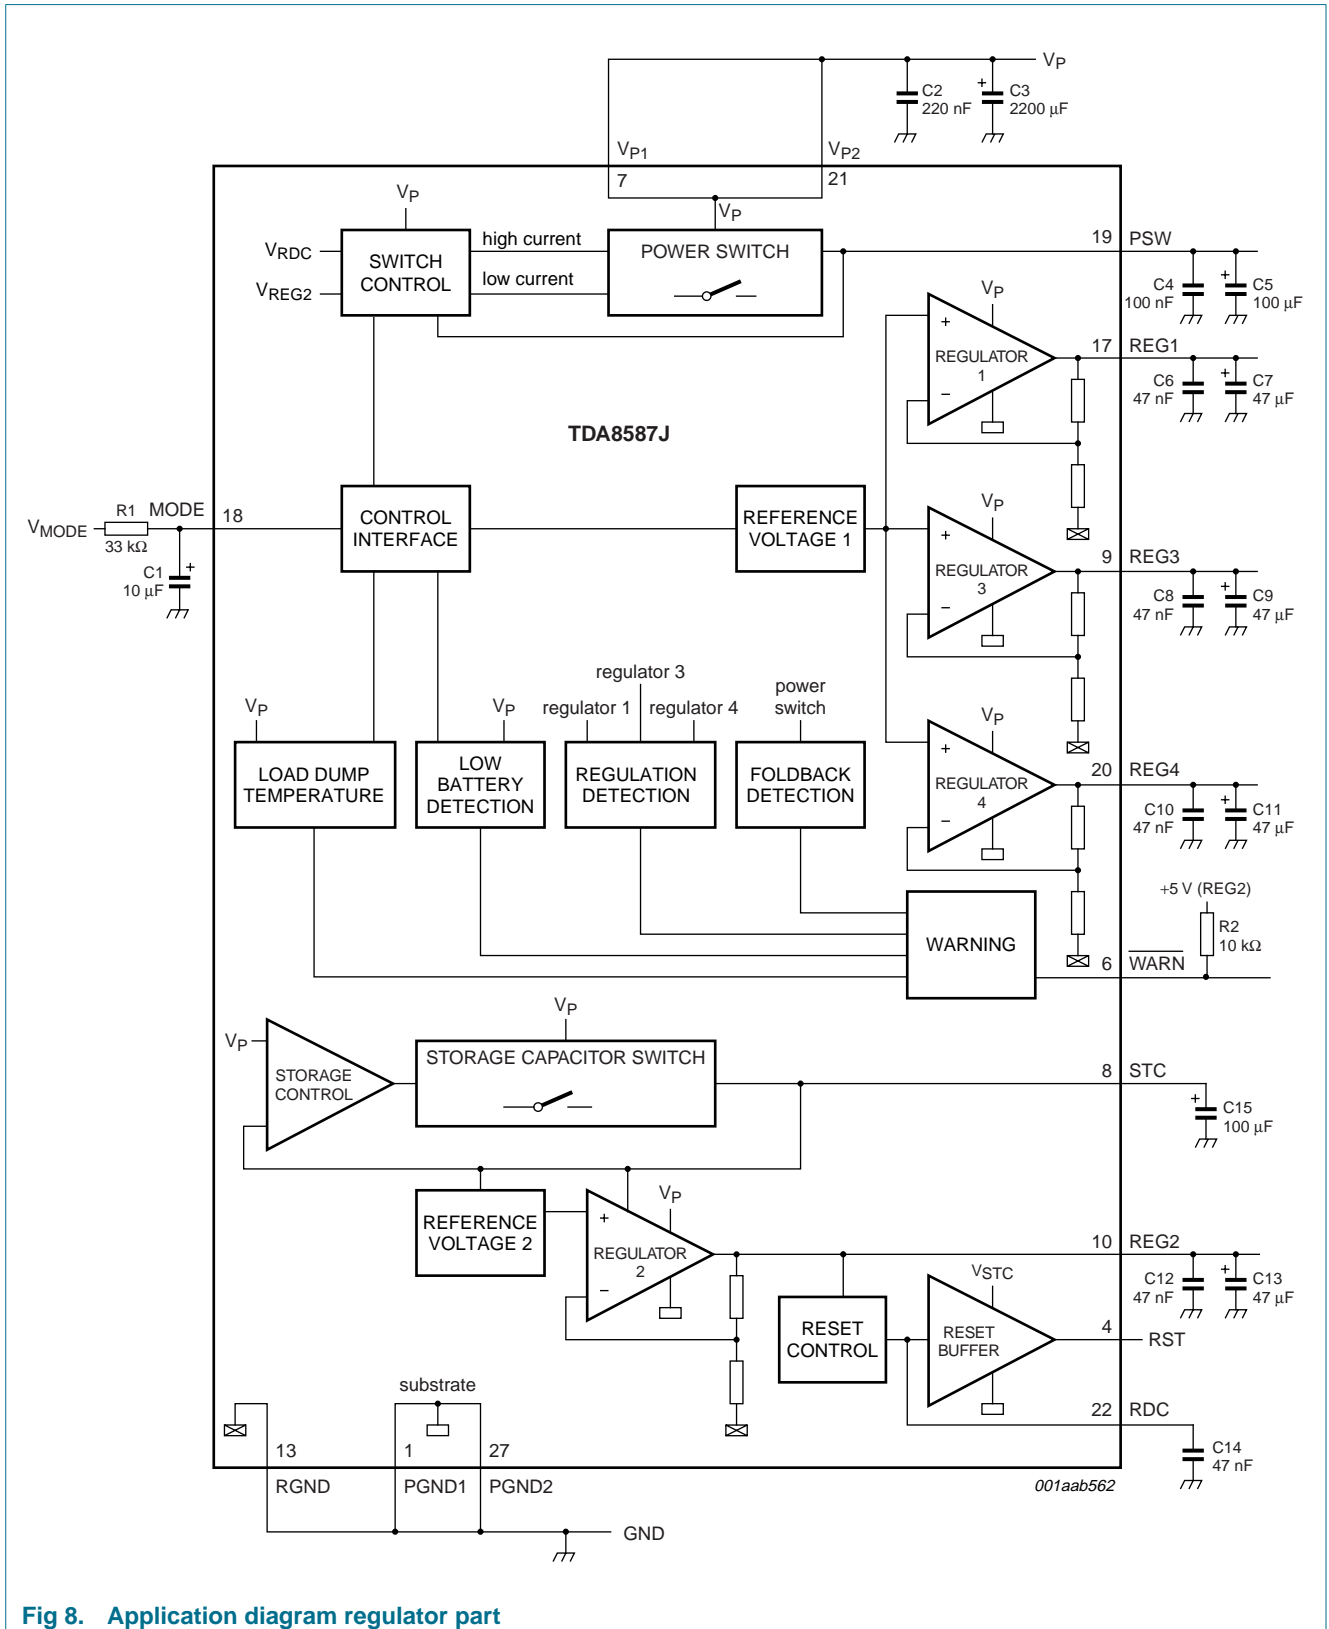 VP
C2
220 nF
+
C3
2200 μF
VP1
VP2
7
21
VP
VP
VRDC
VREG2
SWITCH
CONTROL
high current
low current
POWER SWITCH
19
PSW
C4
100 nF
+
C5
100 μF
VP
+
REGULATOR
1
−
17
REG1
C6
47 nF
+
C7
47 μF
TDA8587J
VMODE
R1
33 kΩ
MODE
18
C1
10 μF
+
CONTROL
INTERFACE
REFERENCE
VOLTAGE 1
VP
+
REGULATOR
3
−
9
REG3
C8
47 nF
+
C9
47 μF
VP
LOAD DUMP
TEMPERATURE
VP
LOW
BATTERY
DETECTION
regulator 3
regulator 1
regulator 4
REGULATION
DETECTION
power
switch
FOLDBACK
DETECTION
VP
+
REGULATOR
4
−
20
REG4
C10
47 nF
+
C11
47 μF
+5 V (REG2)
R2
10 kΩ
WARNING
6
WARN
VP
VP
STORAGE
CONTROL
STORAGE CAPACITOR SWITCH
8
STC
+
C15
100 μF
REFERENCE
VOLTAGE 2
VP
+
REGULATOR
2
−
10
REG2
C12
47 nF
+
C13
47 μF
RESET
CONTROL
VSTC
RESET
BUFFER
4
RST
22
RDC
C14
47 nF
substrate
13
1
27
RGND
PGND1
PGND2
GND
001aab562
Fig 8. Application diagram regulator part